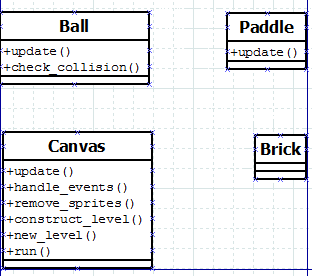 Ball
+update()
+check_collision()
Paddle
+update()
Canvas
+update()
+handle_events()
+remove_sprites()
+construct_level()
+new_level()
+run()
Brick